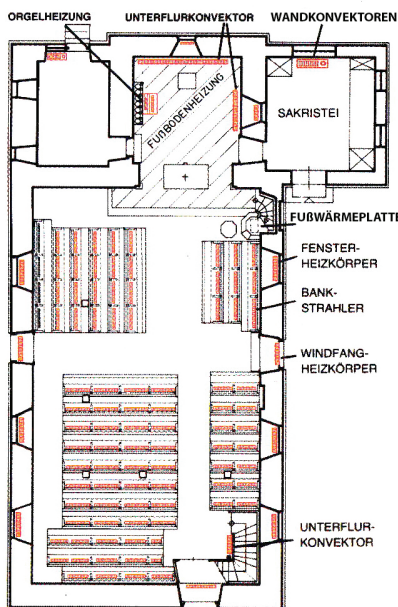 ORGELHEIZUNG
UNTERFLURKONVEKTOR
WANDKONVEKTOREN
FUßBODENHEIZUNG
SAKRISTEI
FUßWÄRMEPLATTE
FENSTER-
HEIZKÖRPER
BANK-
STRAHLER
WINDFANG-
HEIZKÖRPER
UNTERFLUR-
KONVEKTOR